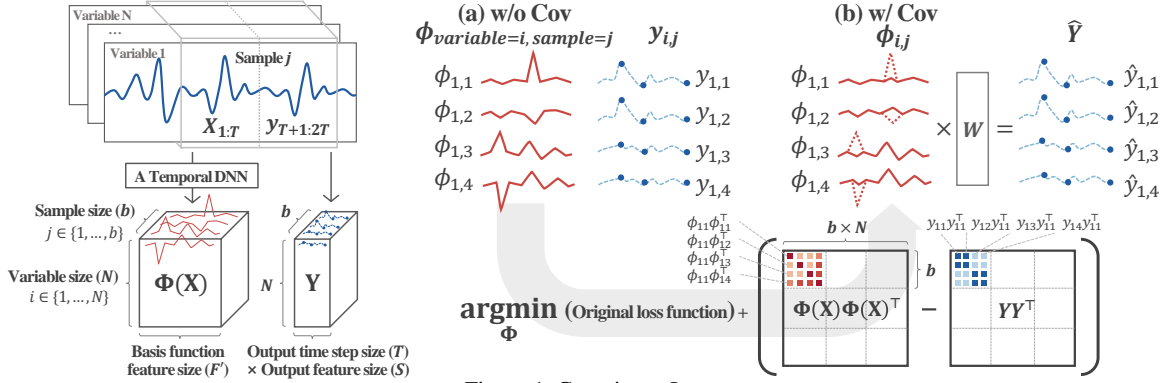 Variable N
...
Variable 1
Sample j
X1:T
yT+1:2T
A Temporal DNN
Sample size (b)
j ∈ {1, ..., b}
Variable size (N)
i ∈ {1, ..., N}
Φ(X)
b
N
Y
Basis function
feature size (F′)
Output time step size (T)
× Output feature size (S)
(a) w/o Cov
ϕvariable=i,sample=j
yi,j
ϕ1,1
y1,1
ϕ1,2
y1,2
ϕ1,3
y1,3
ϕ1,4
y1,4
(b) w/ Cov
ϕi,j
Ŷ
ϕ1,1
ŷ1,1
ϕ1,2
ŷ1,2
× W =
ϕ1,3
ŷ1,3
ϕ1,4
ŷ1,4
b × N
y11y11⊤ y12y11⊤ y13y11⊤ y14y11⊤
ϕ11ϕ11⊤
ϕ11ϕ12⊤
ϕ11ϕ13⊤
ϕ11ϕ14⊤
b
argmin (Original loss function) +
Φ
Φ(X)Φ(X)⊤ − YY⊤